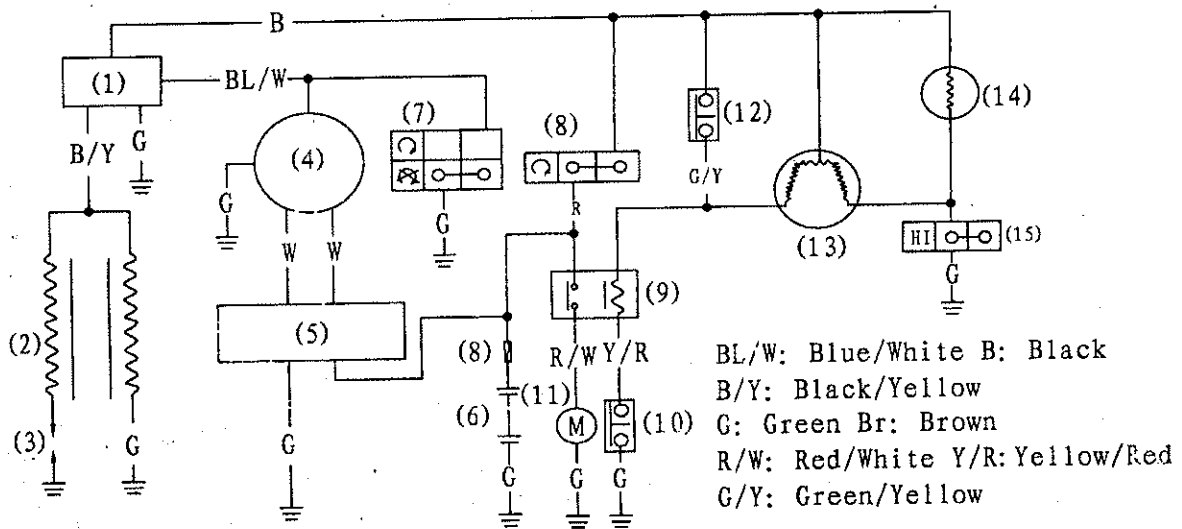 B
(1)
BL/W
(7)
(8)
(12)
(14)
B/Y
G
(4)
G/Y
G
G
R
(13)
HI
(15)
W
W
G
(2)
(5)
(9)
(8)
R/W
Y/R
(11)
(6)
M
(10)
(3)
G
G
G
G
G
BL/W: Blue/White B: Black
B/Y: Black/Yellow
G: Green Br: Brown
R/W: Red/White Y/R: Yellow/Red
G/Y: Green/Yellow